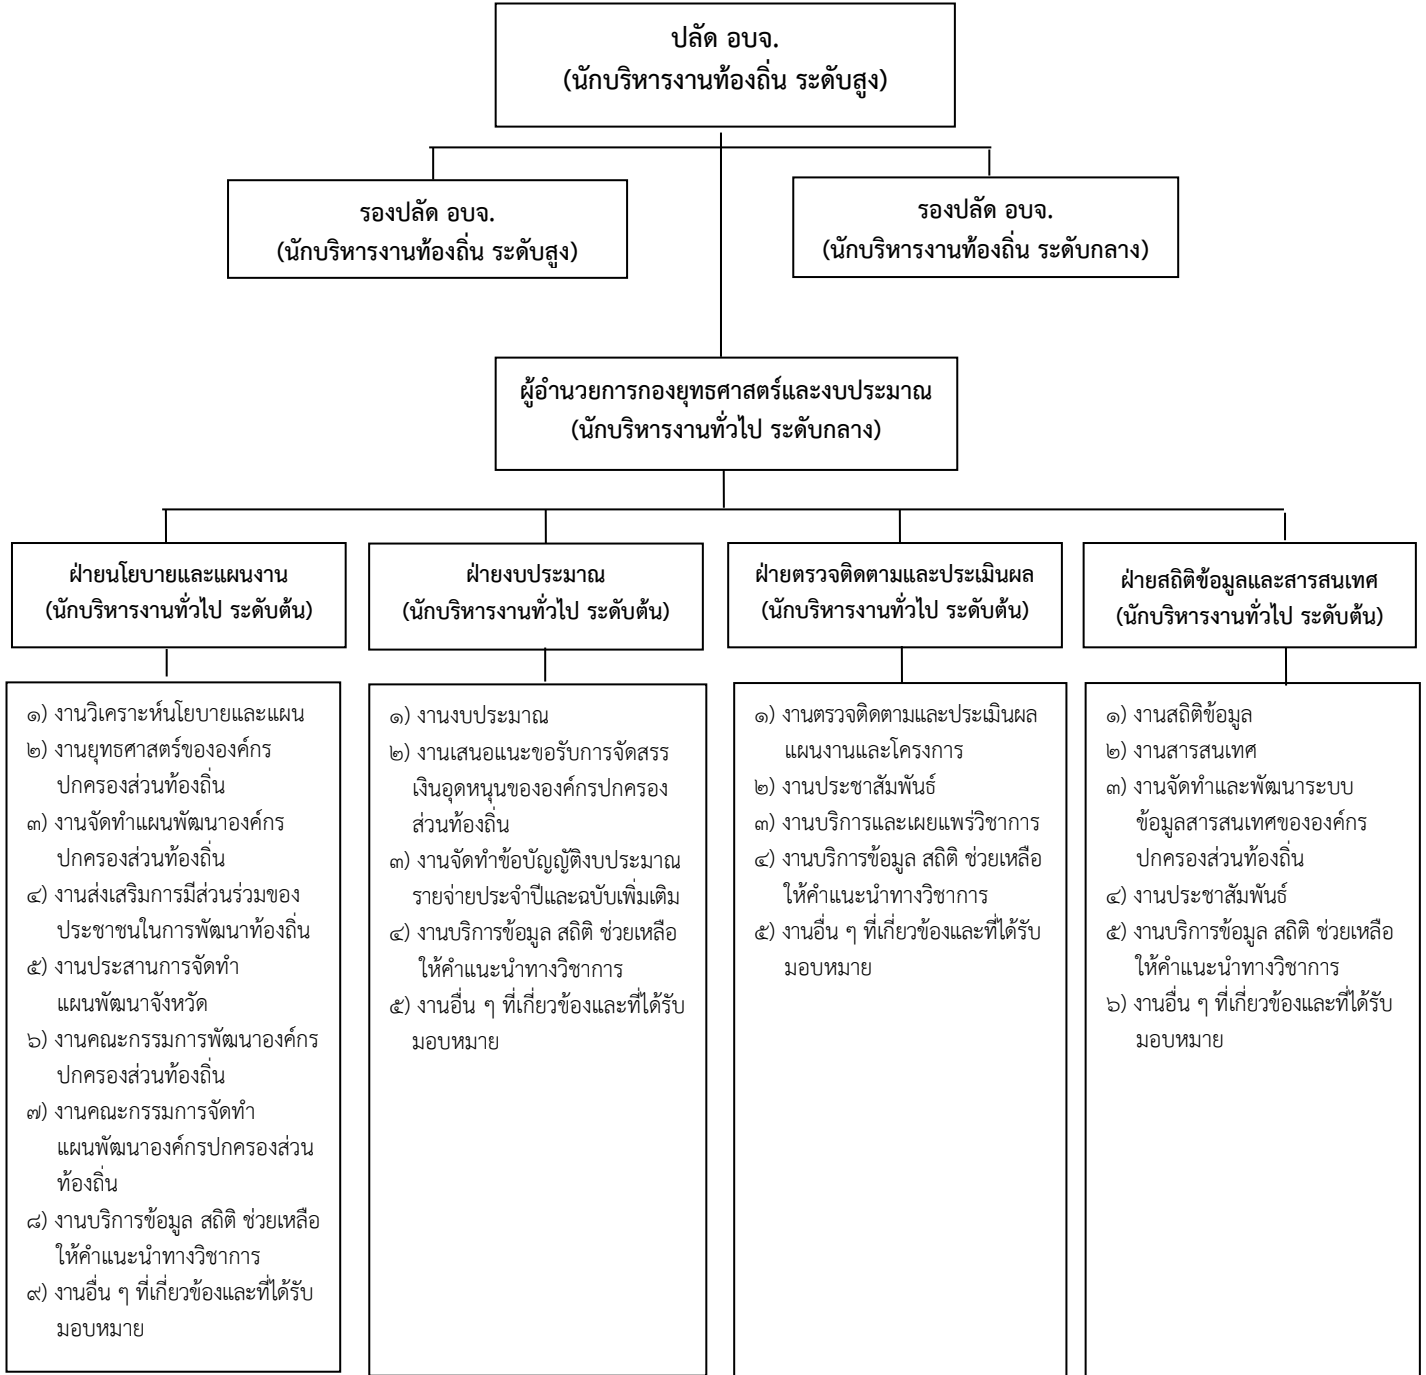 ปลัด อบจ.
(นักบริหารงานท้องถิ่น ระดับสูง)
รองปลัด อบจ.
(นักบริหารงานท้องถิ่น ระดับสูง)
รองปลัด อบจ.
(นักบริหารงานท้องถิ่น ระดับกลาง)
ผู้อำนวยการกองยุทธศาสตร์และงบประมาณ
(นักบริหารงานทั่วไป ระดับกลาง)
ฝ่ายนโยบายและแผนงาน
(นักบริหารงานทั่วไป ระดับต้น)
ฝ่ายงบประมาณ
(นักบริหารงานทั่วไป ระดับต้น)
ฝ่ายตรวจติดตามและประเมินผล
(นักบริหารงานทั่วไป ระดับต้น)
ฝ่ายสถิติข้อมูลและสารสนเทศ
(นักบริหารงานทั่วไป ระดับต้น)
๑) งานวิเคราะห์นโยบายและแผน
๒) งานยุทธศาสตร์ขององค์กร
ปกครองส่วนท้องถิ่น
๓) งานจัดทำแผนพัฒนาองค์กร
ปกครองส่วนท้องถิ่น
๔) งานส่งเสริมการมีส่วนร่วมของ
ประชาชนในการพัฒนาท้องถิ่น
๕) งานประสานการจัดทำ
แผนพัฒนาจังหวัด
๖) งานคณะกรรมการพัฒนาองค์กร
ปกครองส่วนท้องถิ่น
๗) งานคณะกรรมการจัดทำ
แผนพัฒนาองค์กรปกครองส่วน
ท้องถิ่น
๘) งานบริการข้อมูล สถิติ ช่วยเหลือ
ให้คำแนะนำทางวิชาการ
๙) งานอื่น ๆ ที่เกี่ยวข้องและที่ได้รับ
มอบหมาย
๑) งานงบประมาณ
๒) งานเสนอแนะขอรับการจัดสรร
เงินอุดหนุนขององค์กรปกครอง
ส่วนท้องถิ่น
๓) งานจัดทำข้อบัญญัติงบประมาณ
รายจ่ายประจำปีและฉบับเพิ่มเติม
๔) งานบริการข้อมูล สถิติ ช่วยเหลือ
ให้คำแนะนำทางวิชาการ
๕) งานอื่น ๆ ที่เกี่ยวข้องและที่ได้รับ
มอบหมาย
๑) งานตรวจติดตามและประเมินผล
แผนงานและโครงการ
๒) งานประชาสัมพันธ์
๓) งานบริการและเผยแพร่วิชาการ
๔) งานบริการข้อมูล สถิติ ช่วยเหลือ
ให้คำแนะนำทางวิชาการ
๕) งานอื่น ๆ ที่เกี่ยวข้องและที่ได้รับ
มอบหมาย
๑) งานสถิติข้อมูล
๒) งานสารสนเทศ
๓) งานจัดทำและพัฒนาระบบ
ข้อมูลสารสนเทศขององค์กร
ปกครองส่วนท้องถิ่น
๔) งานประชาสัมพันธ์
๕) งานบริการข้อมูล สถิติ ช่วยเหลือ
ให้คำแนะนำทางวิชาการ
๖) งานอื่น ๆ ที่เกี่ยวข้องและที่ได้รับ
มอบหมาย